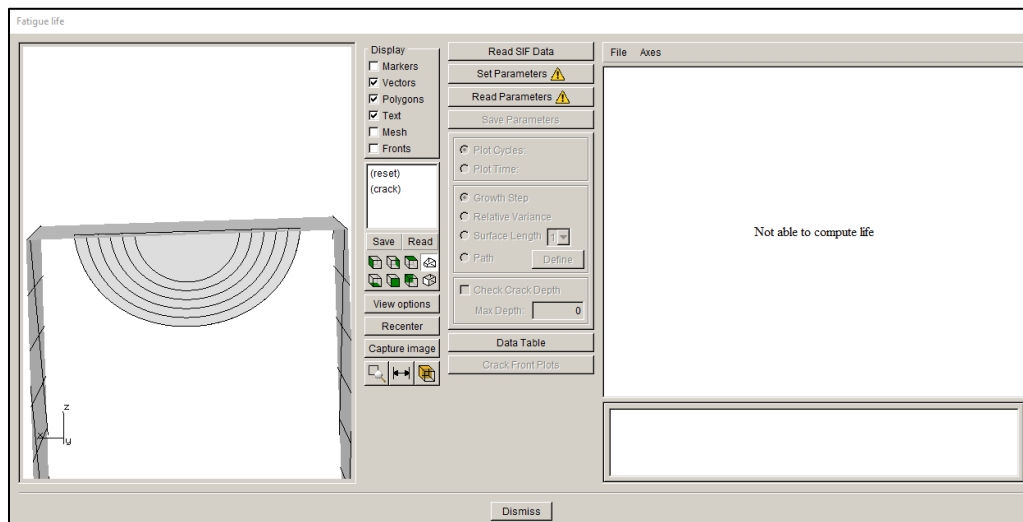 Fatigue life
Display
Markers
Vectors
Polygons
Text
Mesh
Fronts
(reset)
(crack)
Save Read
View options
Recenter
Capture image
Read SIF Data
Set Parameters
Read Parameters
Save Parameters
Plot Cycles:
Plot Time:
Growth Step
Relative Variance
Surface Length 1
Path Define
Check Crack Depth
Max Depth: 0
Data Table
Crack Front Plots
File Axes
Not able to compute life
z
x
y
Dismiss